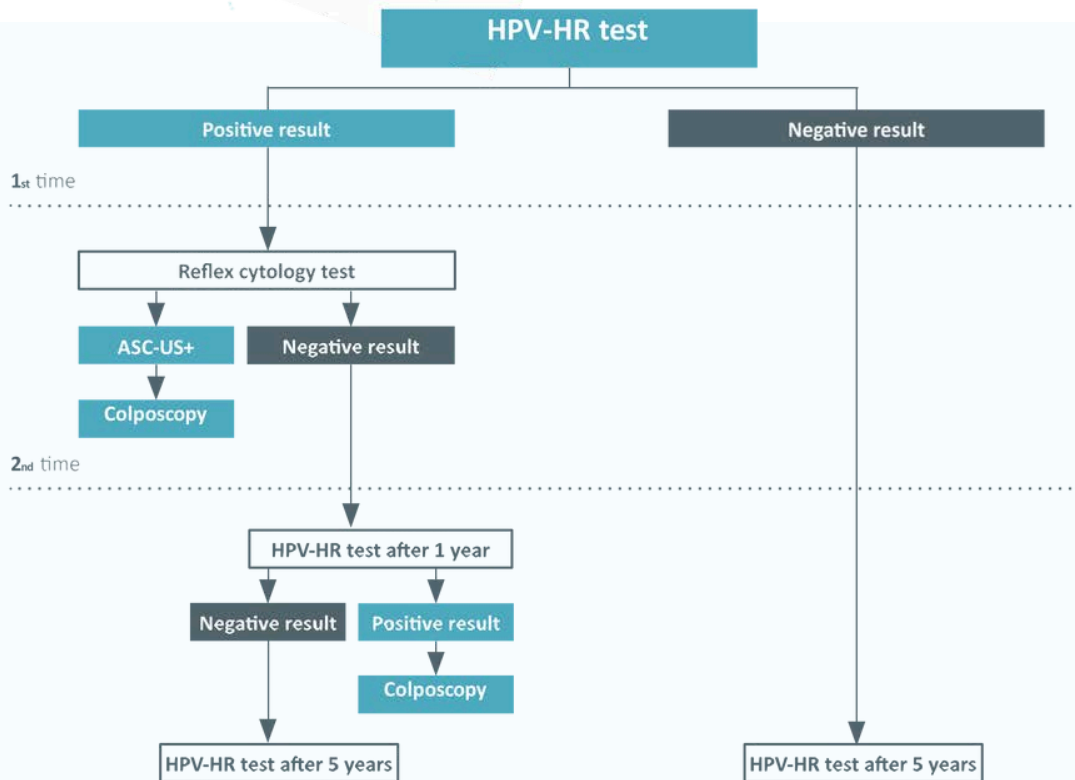 HPV-HR test
Positive result
Negative result
1st time
Reflex cytology test
ASC-US+
Negative result
Colposcopy
2nd time
HPV-HR test after 1 year
Negative result
Positive result
Colposcopy
HPV-HR test after 5 years
HPV-HR test after 5 years